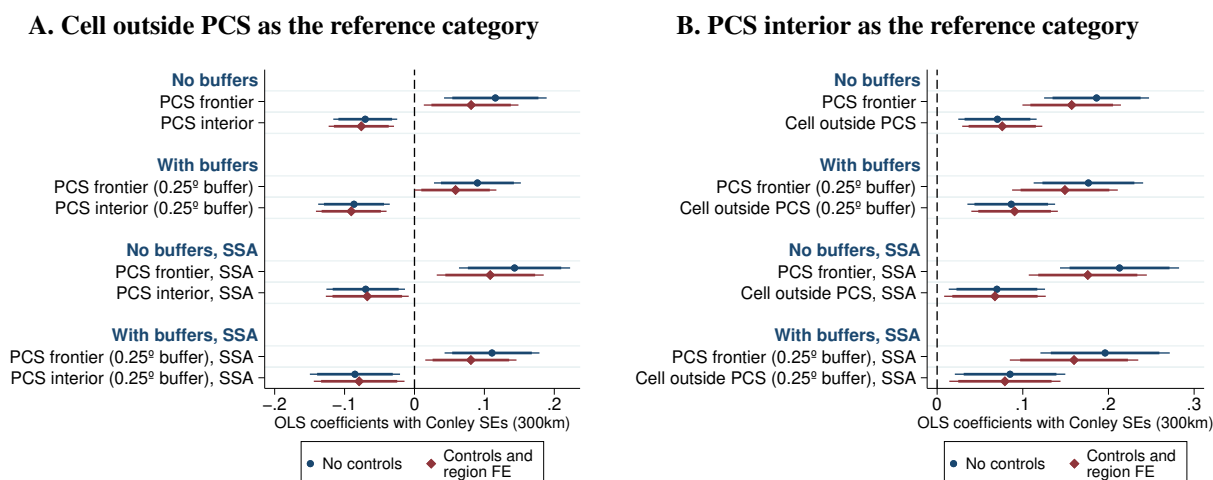 A. Cell outside PCS as the reference category
No buffers
PCS frontier
PCS interior
With buffers
PCS frontier (0.25º buffer)
PCS interior (0.25º buffer)
No buffers, SSA
PCS frontier, SSA
PCS interior, SSA
With buffers, SSA
PCS frontier (0.25º buffer), SSA
PCS interior (0.25º buffer), SSA
-.2 -.1 0 .1 .2
OLS coefficients with Conley SEs (300km)
No controls
Controls and
region FE
B. PCS interior as the reference category
No buffers
PCS frontier
Cell outside PCS
With buffers
PCS frontier (0.25º buffer)
Cell outside PCS (0.25º buffer)
No buffers, SSA
PCS frontier, SSA
Cell outside PCS, SSA
With buffers, SSA
PCS frontier (0.25º buffer), SSA
Cell outside PCS (0.25º buffer), SSA
0 .1 .2 .3
OLS coefficients with Conley SEs (300km)
No controls
Controls and
region FE